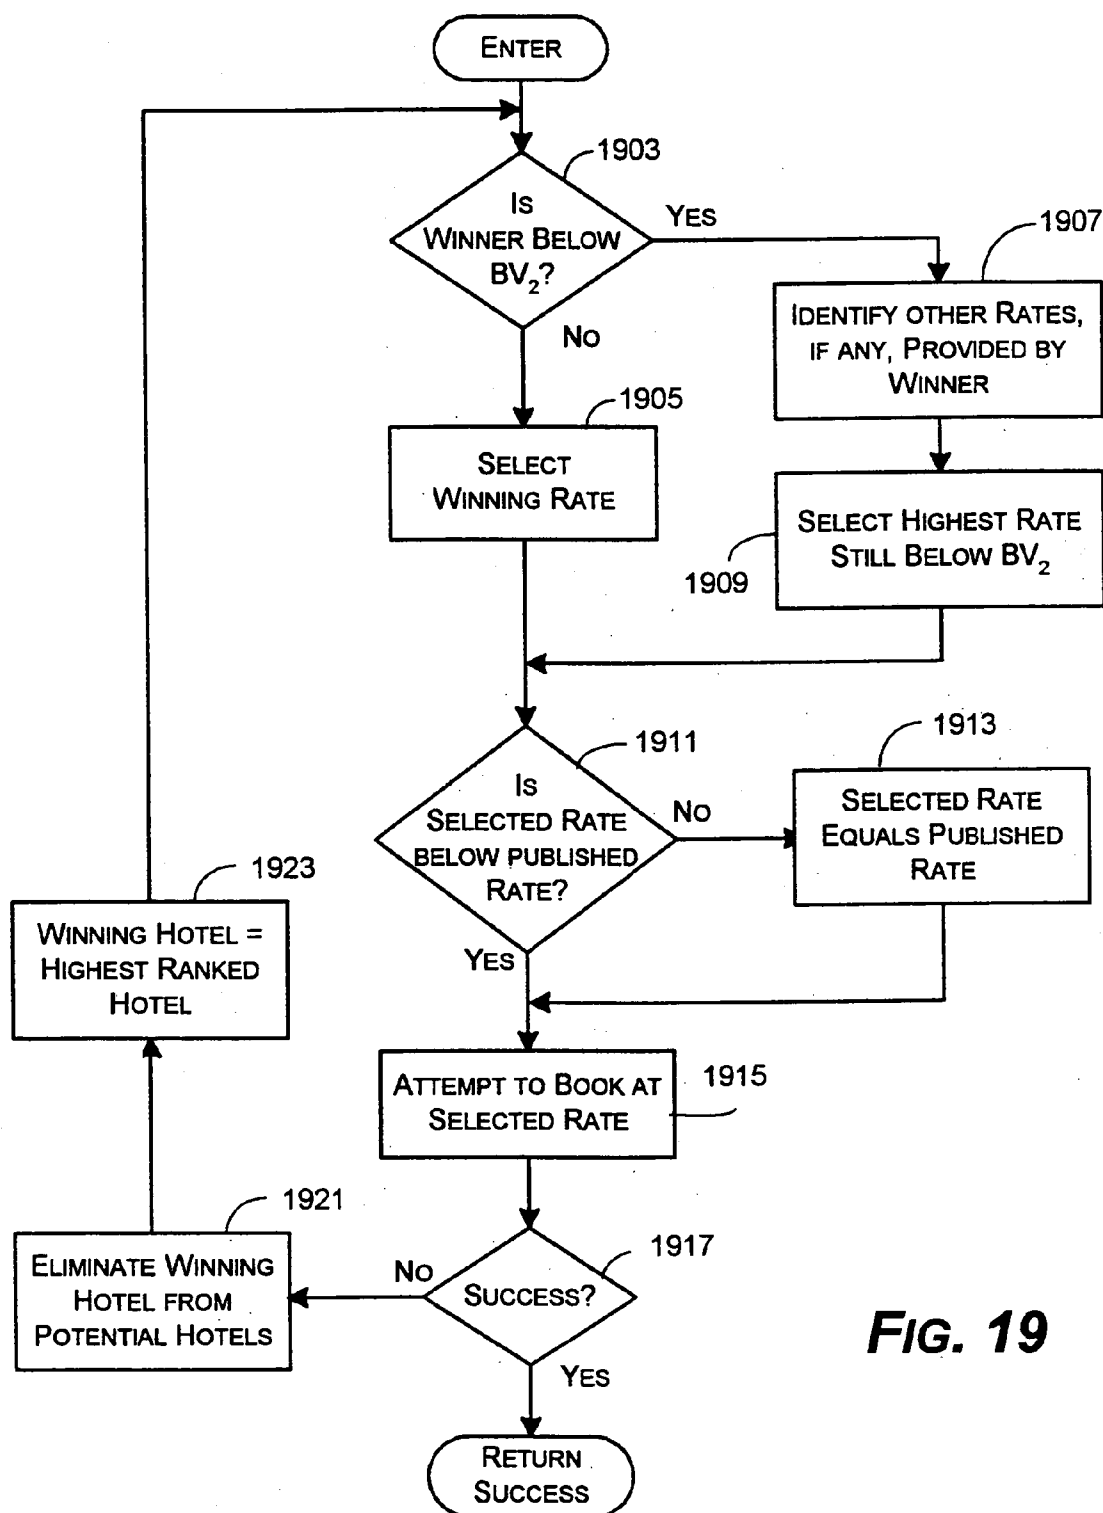 ENTER
1903
IS
WINNER BELOW
BV₂?
YES
NO
1907
IDENTIFY OTHER RATES,
IF ANY, PROVIDED BY
WINNER
1905
SELECT
WINNING RATE
SELECT HIGHEST RATE
STILL BELOW BV₂
1909
1911
IS
SELECTED RATE
BELOW PUBLISHED
RATE?
NO
YES
1913
SELECTED RATE
EQUALS PUBLISHED
RATE
1923
WINNING HOTEL =
HIGHEST RANKED
HOTEL
ATTEMPT TO BOOK AT
SELECTED RATE
1915
1921
ELIMINATE WINNING
HOTEL FROM
POTENTIAL HOTELS
NO
1917
SUCCESS?
YES
RETURN
SUCCESS
FIG. 19